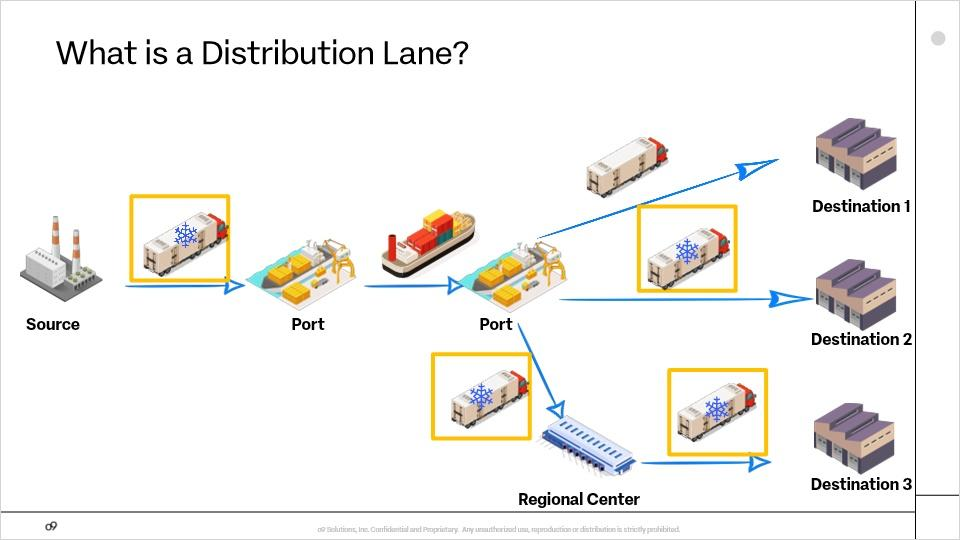 What is a Distribution Lane?
Destination 1
Source
Port
Port
Destination 2
Destination 3
Regional Center
o9
o9 Solutions, Inc. Confidential and Proprietary. Any unauthorized use, reproduction or distribution is strictly prohibited.